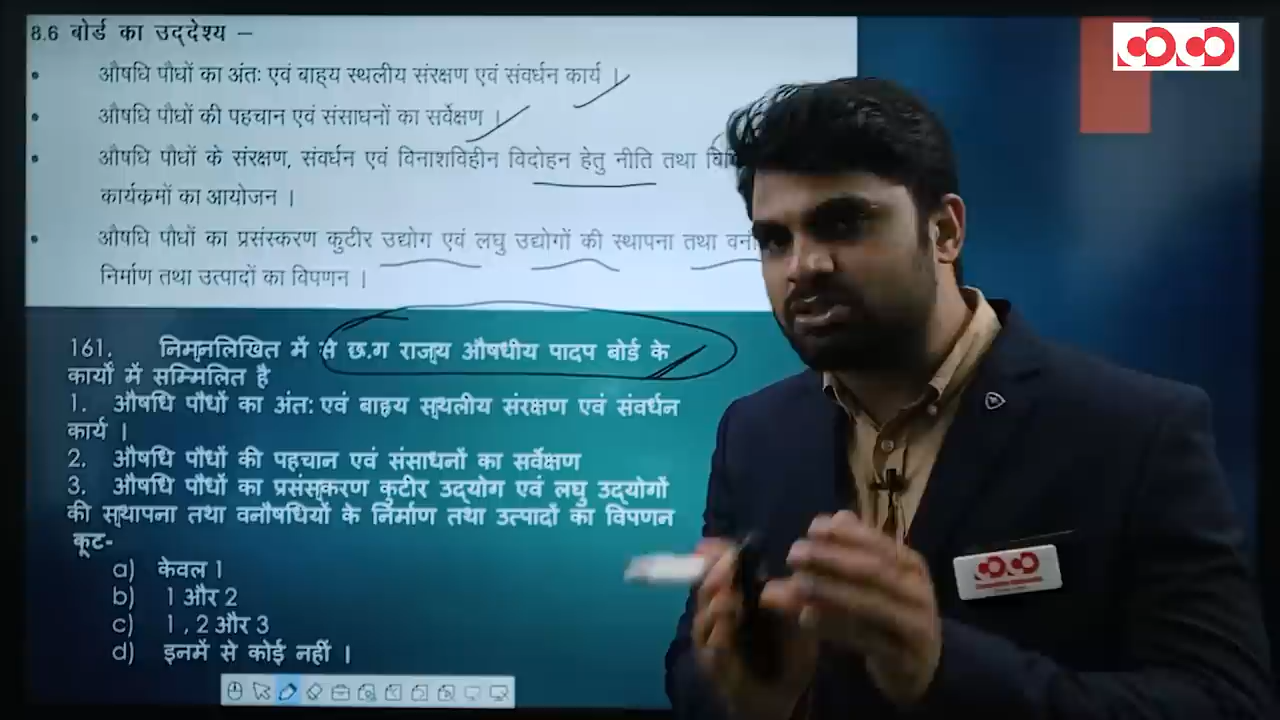 8.6 बोर्ड का उद्देश्य –
• औषधि पौधों का अंतः एवं बाह्य स्थलीय संरक्षण एवं संवर्धन कार्य ।
• औषधि पौधों की पहचान एवं संसाधनों का सर्वेक्षण ।
• औषधि पौधों के संरक्षण, संवर्धन एवं विनाशविहीन विदोहन हेतु नीति तथा
कार्यकमों का आयोजन ।
• औषधि पौधों का प्रसंस्करण कुटीर उद्योग एवं लघु उद्योगों की स्थापना तथा
निर्माण तथा उत्पादों का विपणन ।
161. निम्नलिखित में से छ.ग राज्य औषधीय पादप बोर्ड के
कार्यो में सम्मिलित है
1. औषधि पौधों का अंत: एवं बाह्य स्थलीय संरक्षण एवं संवर्धन
कार्य ।
2. औषधि पौधों की पहचान एवं संसाधनों का सर्वेक्षण
3. औषधि पौधों का प्रसंस्करण कुटीर उद्योग एवं लघु उद्योगों
की स्थापना तथा वनौषधियों के निर्माण तथा उत्पादों का विपणन
कूट-
a) केवल 1
b) 1 और 2
c) 1 , 2 और 3
d) इनमें से कोई नहीं ।